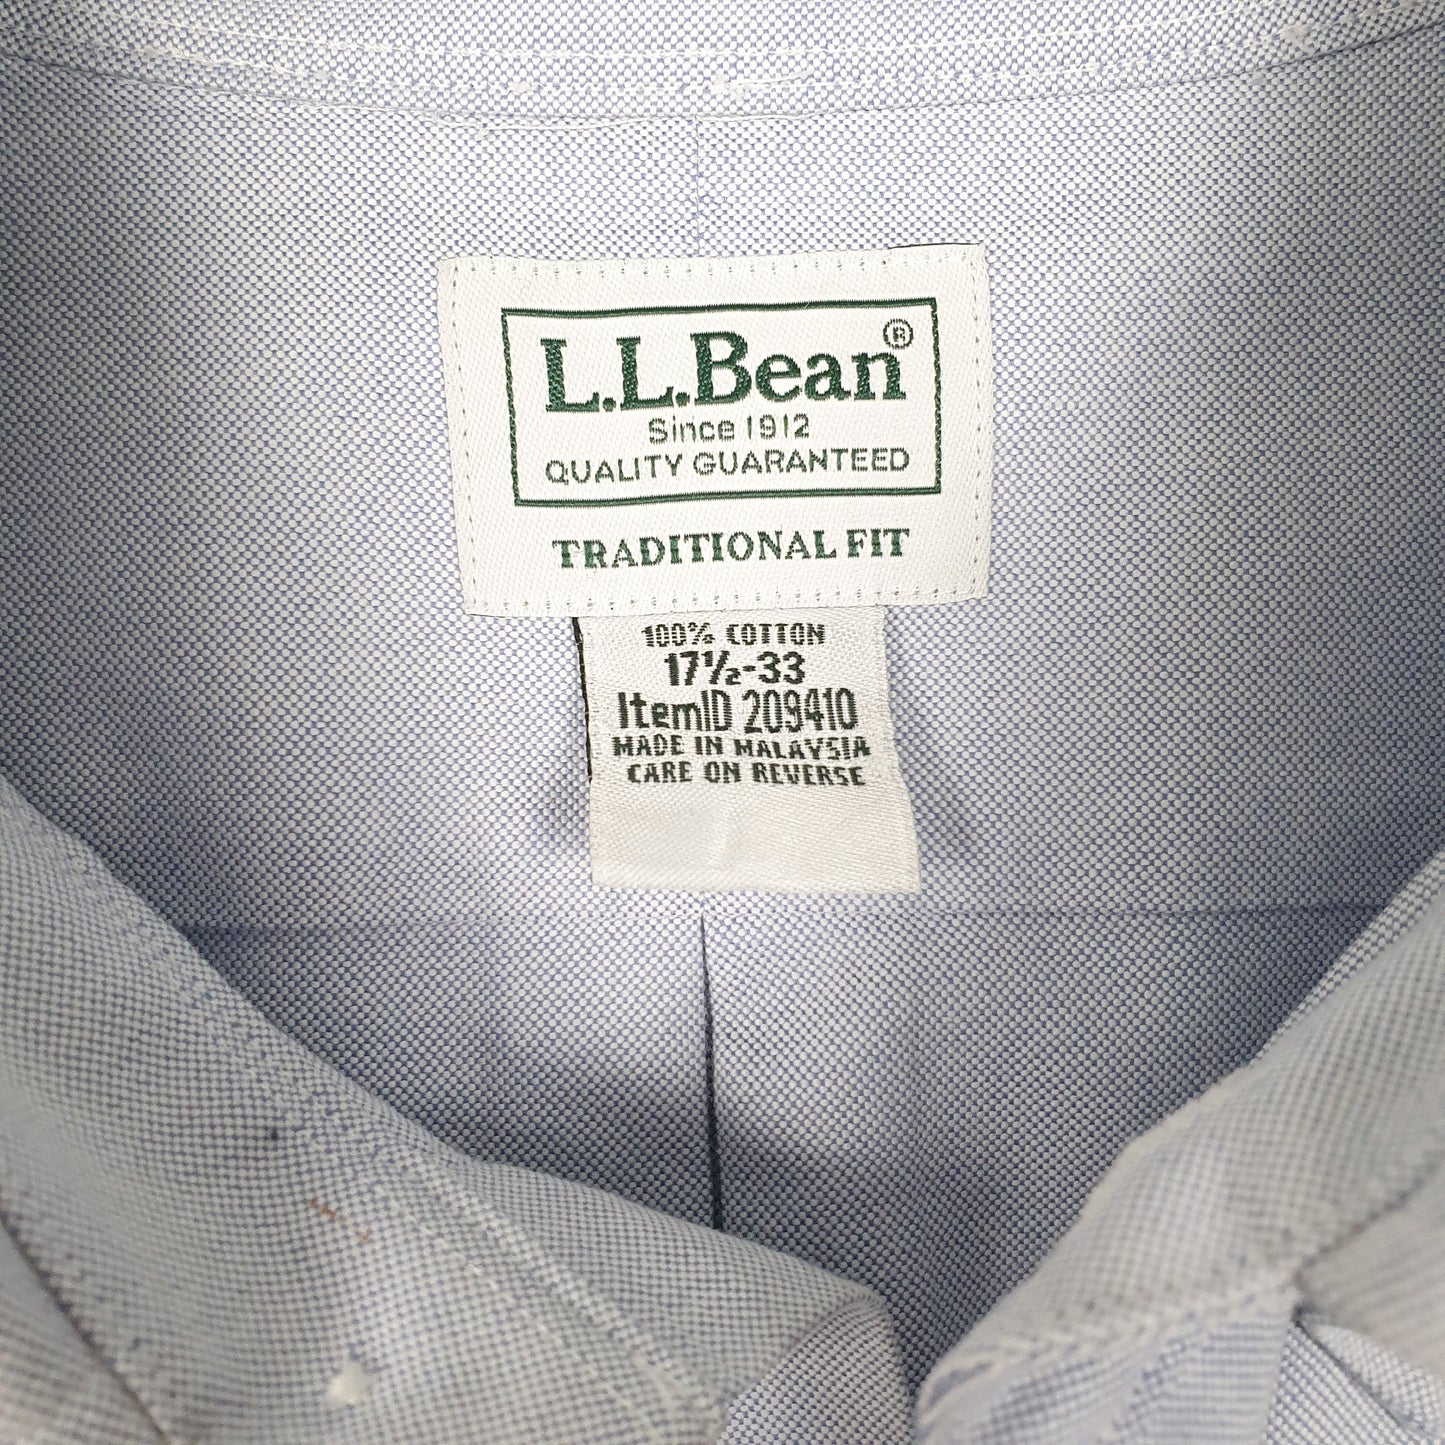 L.L.Bean®
Since 1912
QUALITY GUARANTEED
TRADITIONAL FIT
100% COTTON
17½-33
ItemID 209410
MADE IN MALAYSIA
CARE ON REVERSE